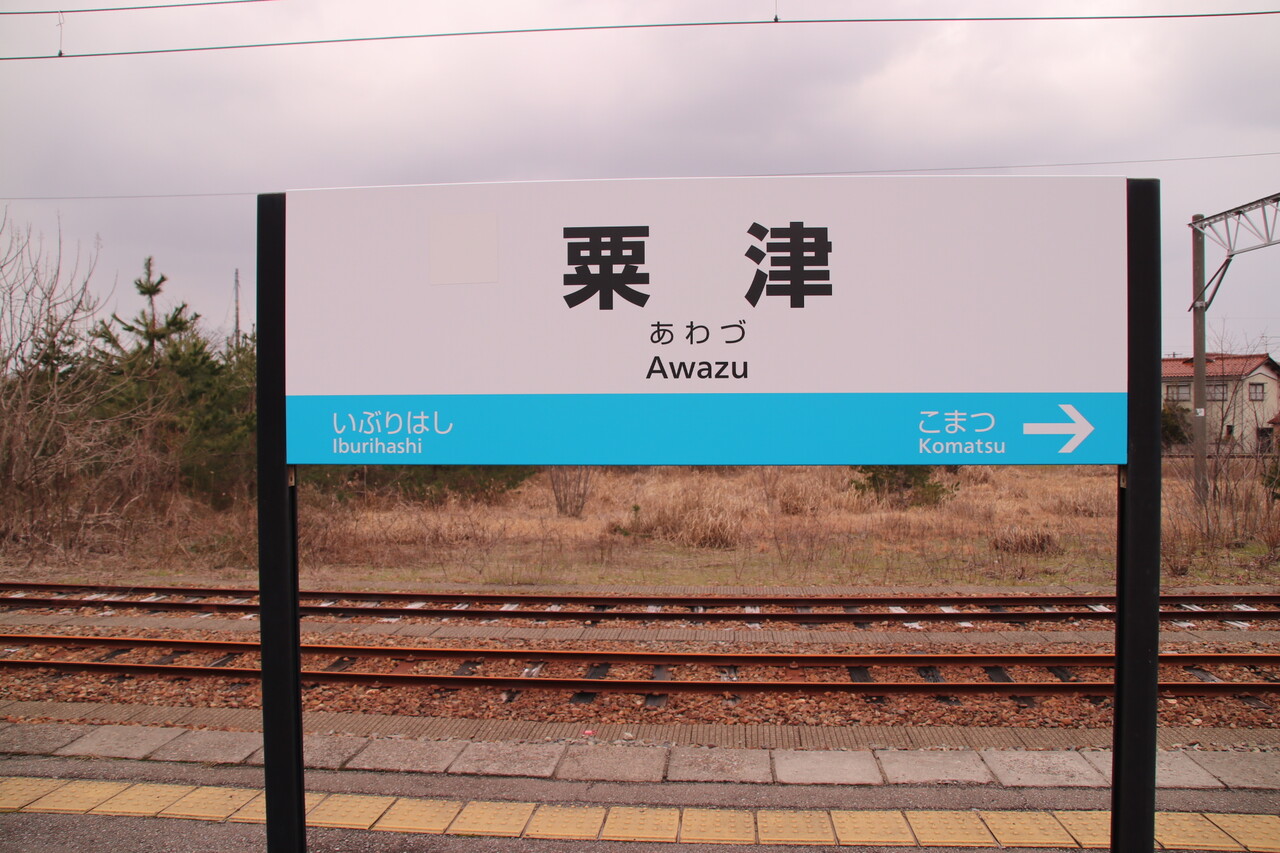 粟津
あわづ
Awazu
いぶりはし
Iburihashi
こまつ
Komatsu